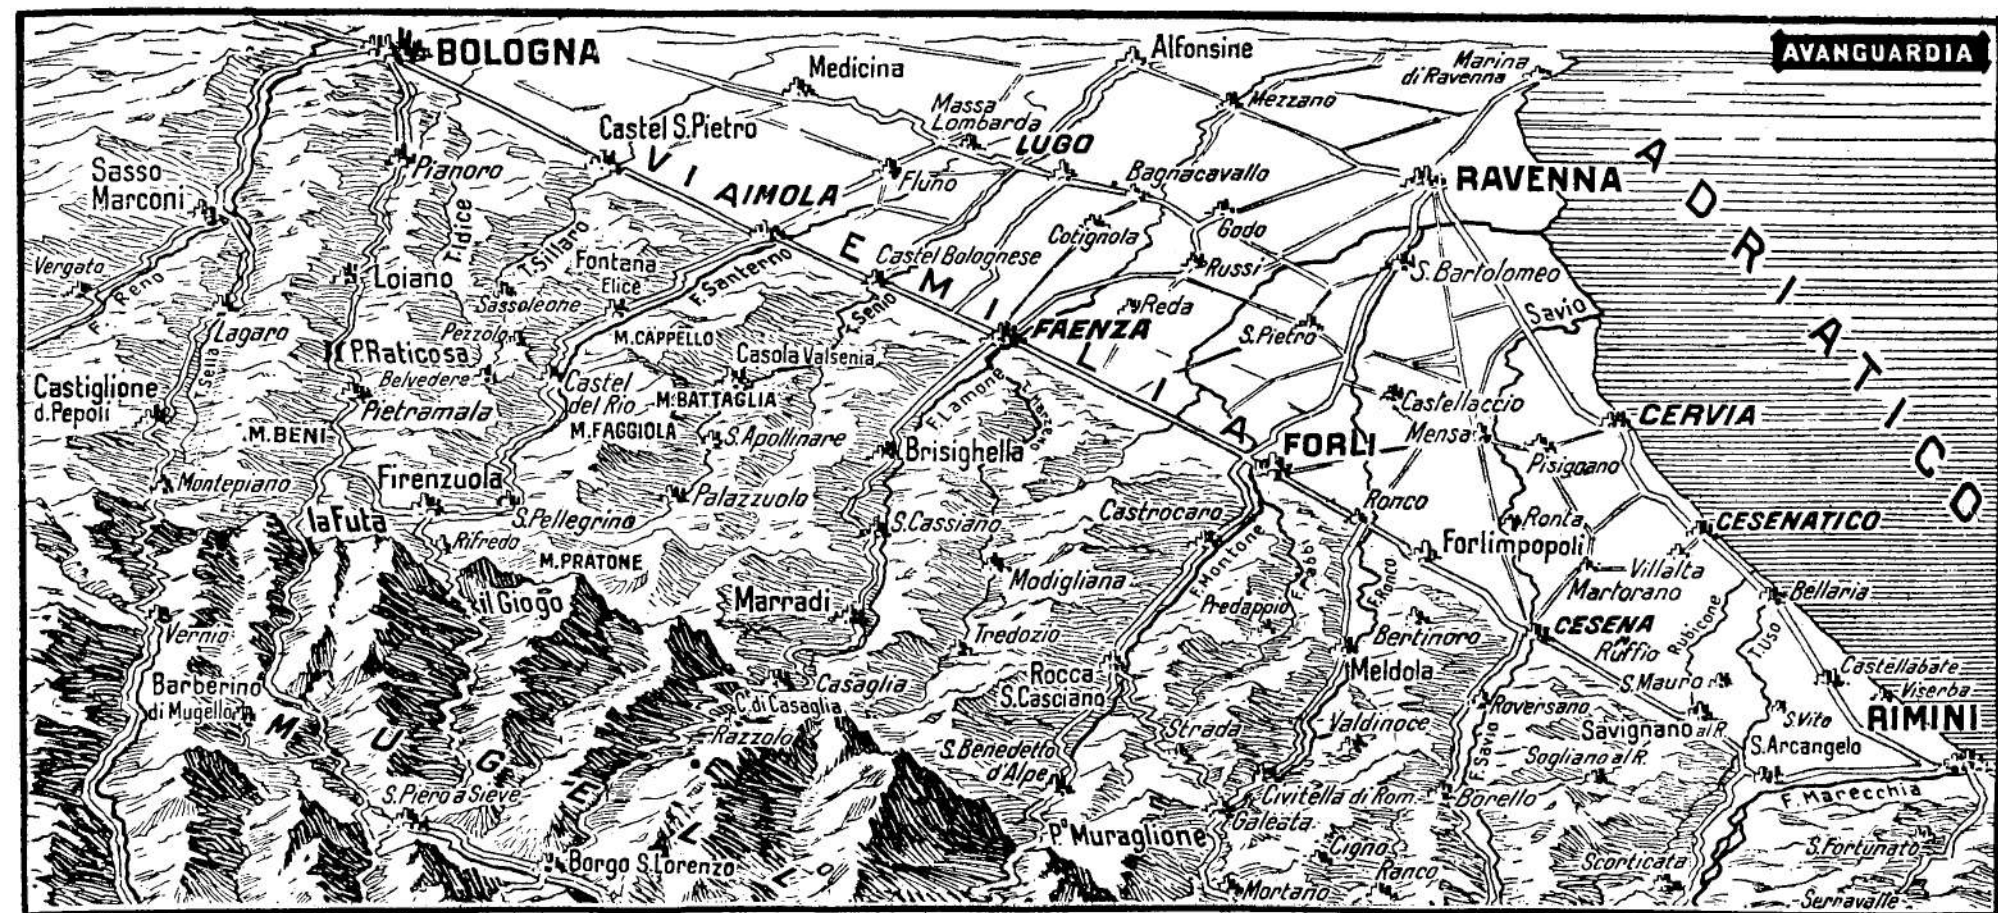 AVANGUARDIA
BOLOGNA
Medicina
Alfonsine
Marina
di Ravenna
Massa
Lombarda
Mezzano
Castel S.Pietro
LUGO
Sasso
Marconi
Pianoro
VIA EMILIA
IMOLA
Fluno
Bagnacavallo
RAVENNA
ADRIATICO
T. Idice
T. Sillaro
Fontana
Elice
Cotignola
Godo
Vergato
F. Reno
Loiano
Sassoleone
F. Santerno
Castel Bolognese
Russi
S. Bartolomeo
Lagaro
Pezzolo
M. CAPPELLO
T. Senio
Reda
FAENZA
S. Pietro
Savio
P. Raticosa
Belvedere
Casola Valsenia
Castiglione
d. Pepoli
Pietramala
Castel
del Rio
M. BATTAGLIA
F. Lamone
Castellaccio
CERVIA
M. BENI
M. FAGGIOLA
S. Apollinare
Brisighella
FORLI
Mensa
Pisignano
Montepiano
Firenzuola
Palazzuolo
la Futa
S. Pellegrino
S. Cassiano
Castrocaro
Ronco
Ronta
CESENATICO
Rifredo
M. PRATONE
Modigliana
F. Montone
F. Rabbi
F. Ronco
Forlimpopoli
Villalta
Martorano
Bellaria
il Giogo
Marradi
Predappio
Vernio
Tredozio
Bertinoro
CESENA
Ruffio
Rubicone
T. Uso
Barberino
di Mugello
Casaglia
Rocca
S. Casciano
Meldola
S. Mauro
Castellabate
Viserba
MUGELLO
C. di Casaglia
Razzolo
Strada
Valdinoce
Roversano
Savignano al R.
S. Vito
RIMINI
S. Benedetto
d'Alpe
F. Savio
Sogliano al R.
S. Arcangelo
S. Piero a Sieve
Civitella di Rom.
Borello
F. Marecchia
P.º Muraglione
Galeata
Borgo S. Lorenzo
Cigno
Ranco
Scorticata
S. Fortunato
Mortano
Serravalle